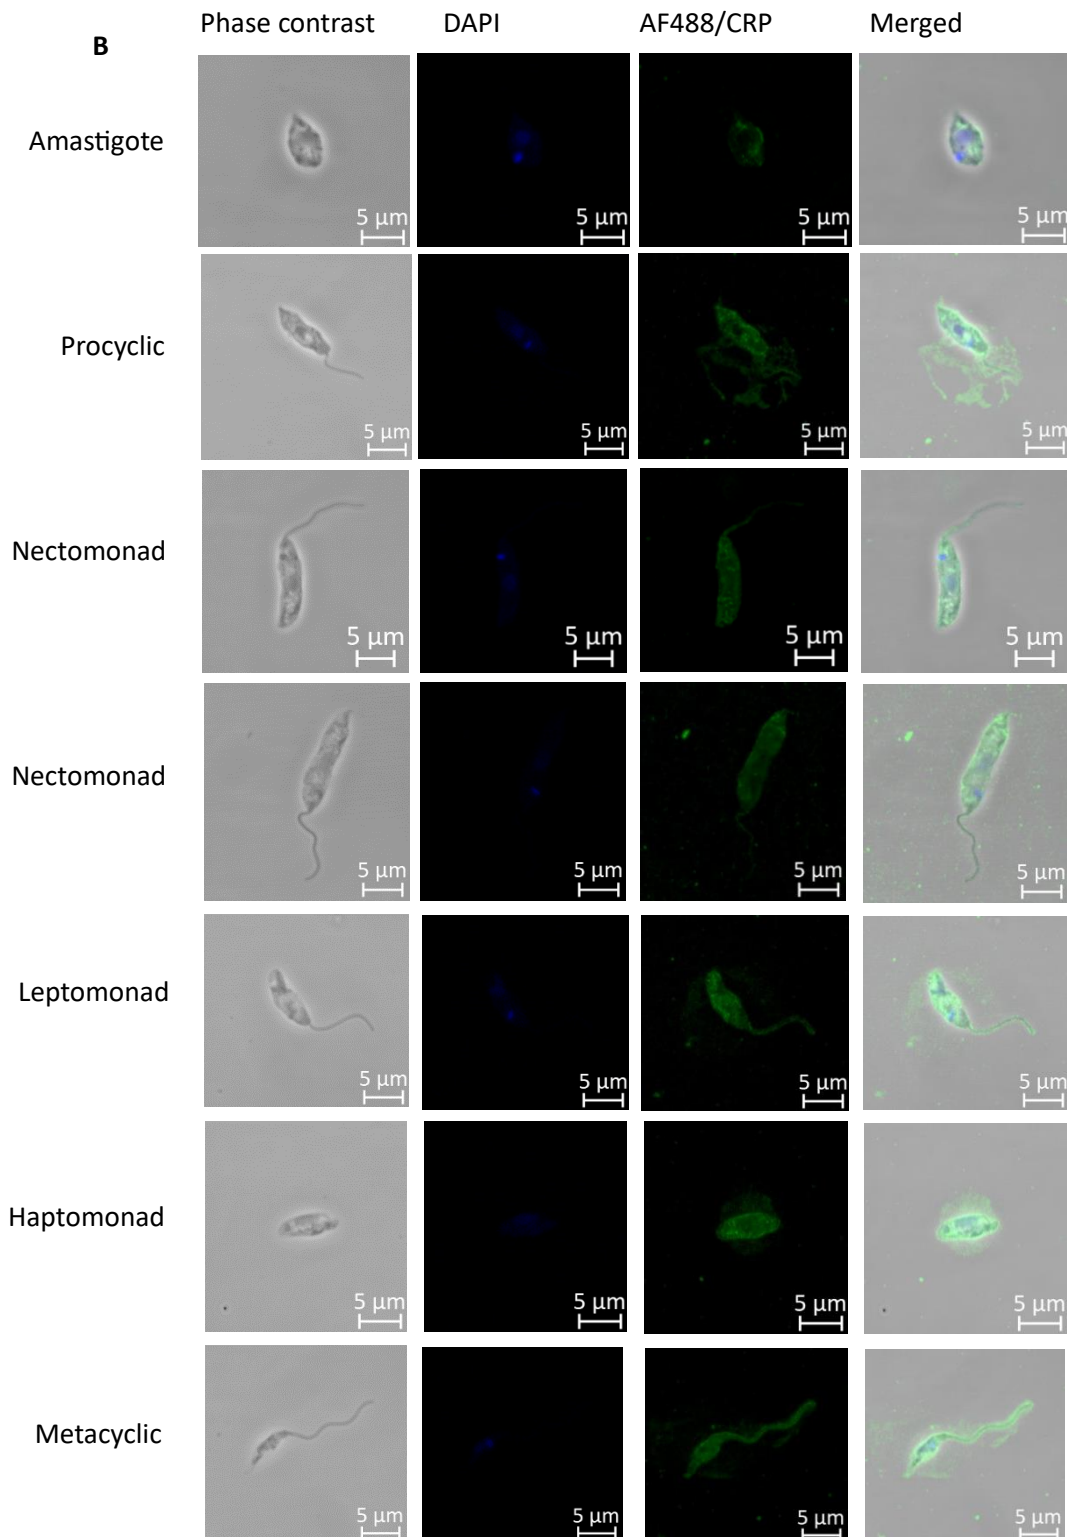 B
Phase contrast DAPI AF488/CRP Merged
Amastigote
5 μm 5 μm 5 μm 5 μm
Procyclic
5 μm 5 μm 5 μm 5 μm
Nectomonad
5 μm 5 μm 5 μm 5 μm
Nectomonad
5 μm 5 μm 5 μm 5 μm
Leptomonad
5 μm 5 μm 5 μm 5 μm
Haptomonad
5 μm 5 μm 5 μm 5 μm
Metacyclic
5 μm 5 μm 5 μm 5 μm